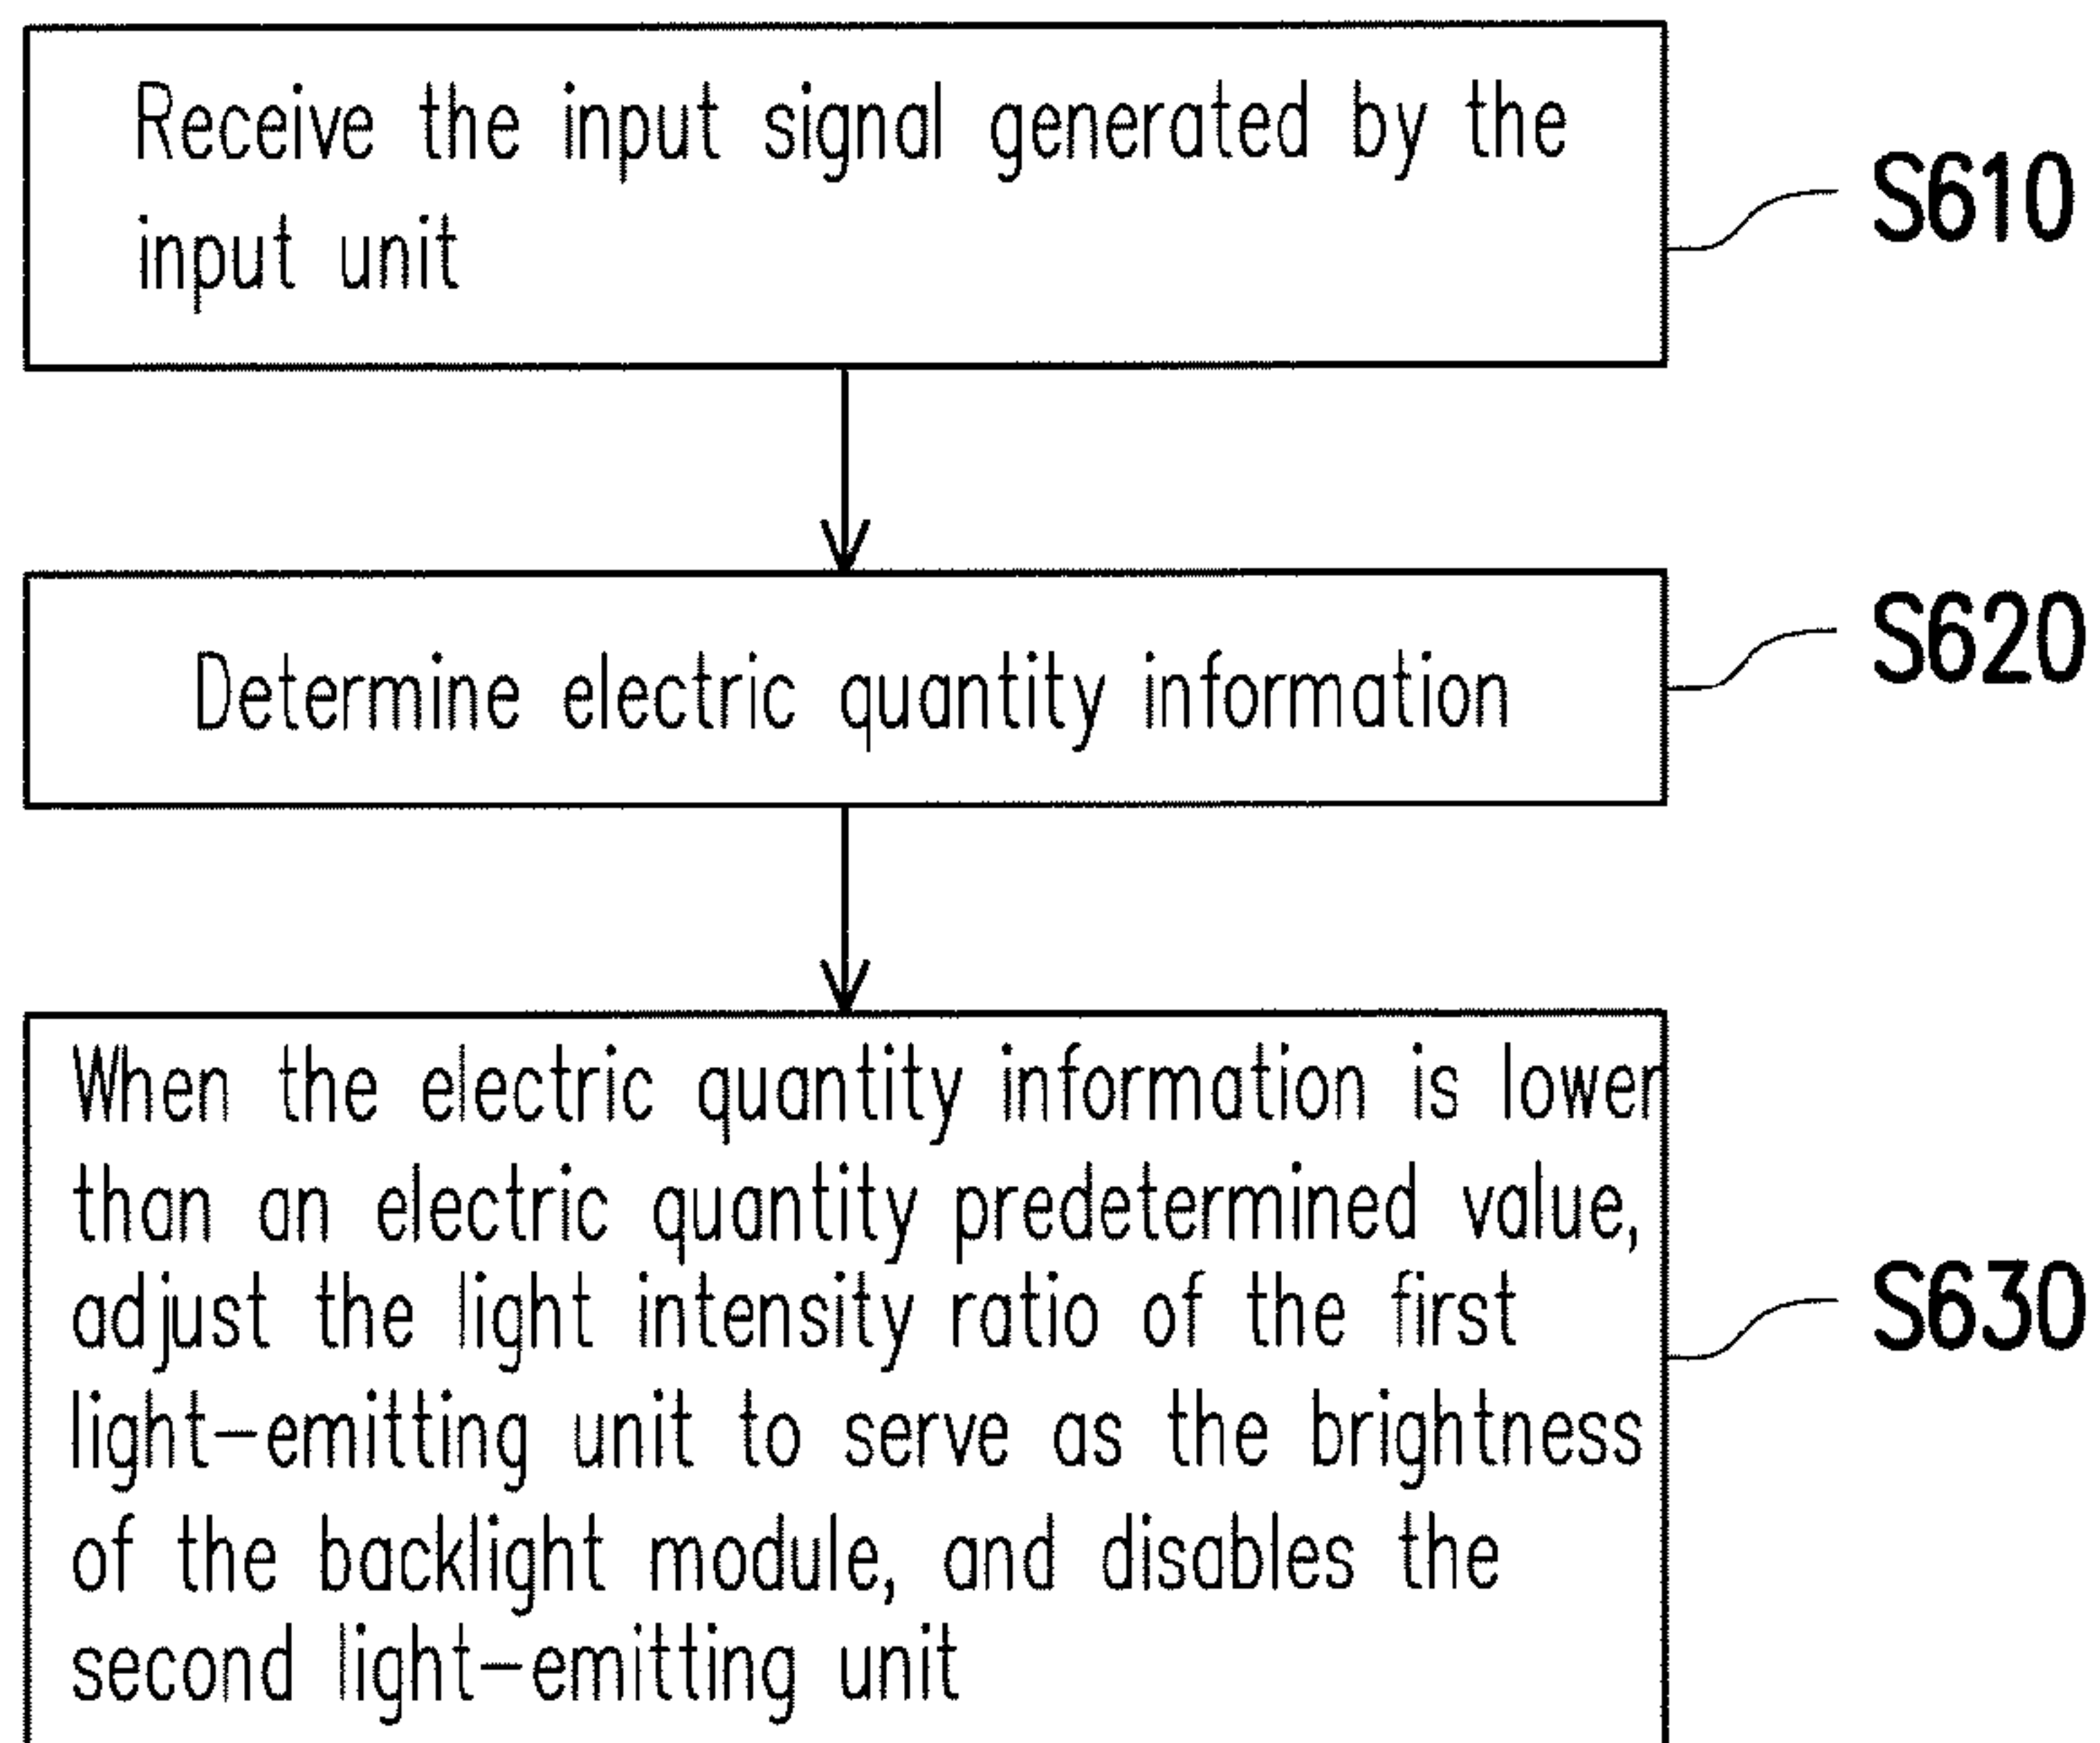 Receive the input signal generated by the
input unit
S610
Determine electric quantity information
S620
When the electric quantity information is lower
than an electric quantity predetermined value,
adjust the light intensity ratio of the first
light-emitting unit to serve as the brightness
of the backlight module, and disables the
second light-emitting unit
S630